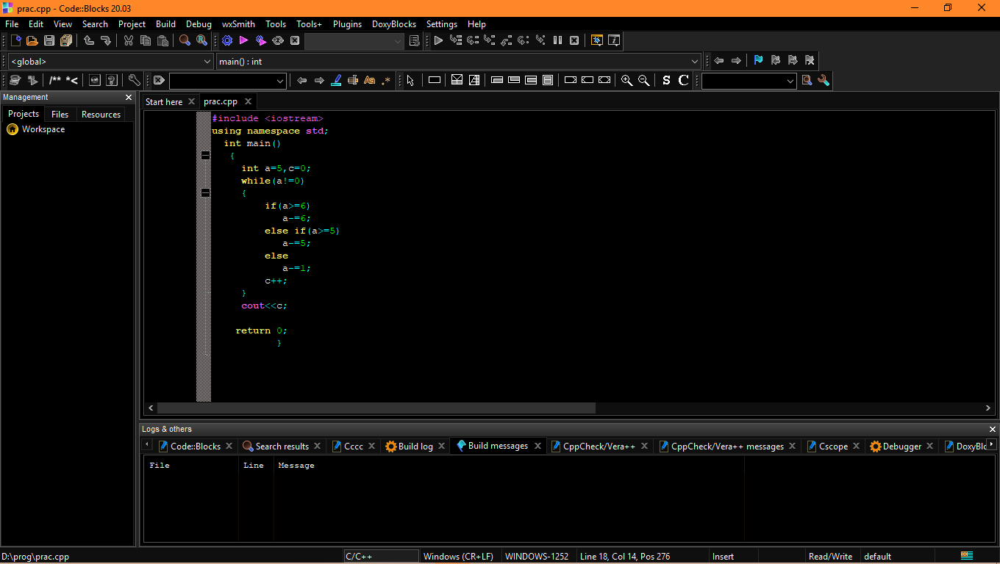 prac.cpp - Code::Blocks 20.03
File Edit View Search Project Build Debug wxSmith Tools Tools+ Plugins DoxyBlocks Settings Help
<global> main() : int
/** *< Aa .* S C
Management
Projects Files Resources
Workspace
Start here prac.cpp
#include <iostream>
using namespace std;
int main()
{
int a=5,c=0;
while(a!=0)
{
if(a>=6)
a-=6;
else if(a>=5)
a-=5;
else
a-=1;
c++;
}
cout<<c;
return 0;
}
Logs & others
Code::Blocks Search results Cccc Build log Build messages CppCheck/Vera++ CppCheck/Vera++ messages Cscope Debugger DoxyBlo
File Line Message
D:\prog\prac.cpp C/C++ Windows (CR+LF) WINDOWS-1252 Line 18, Col 14, Pos 276 Insert Read/Write default